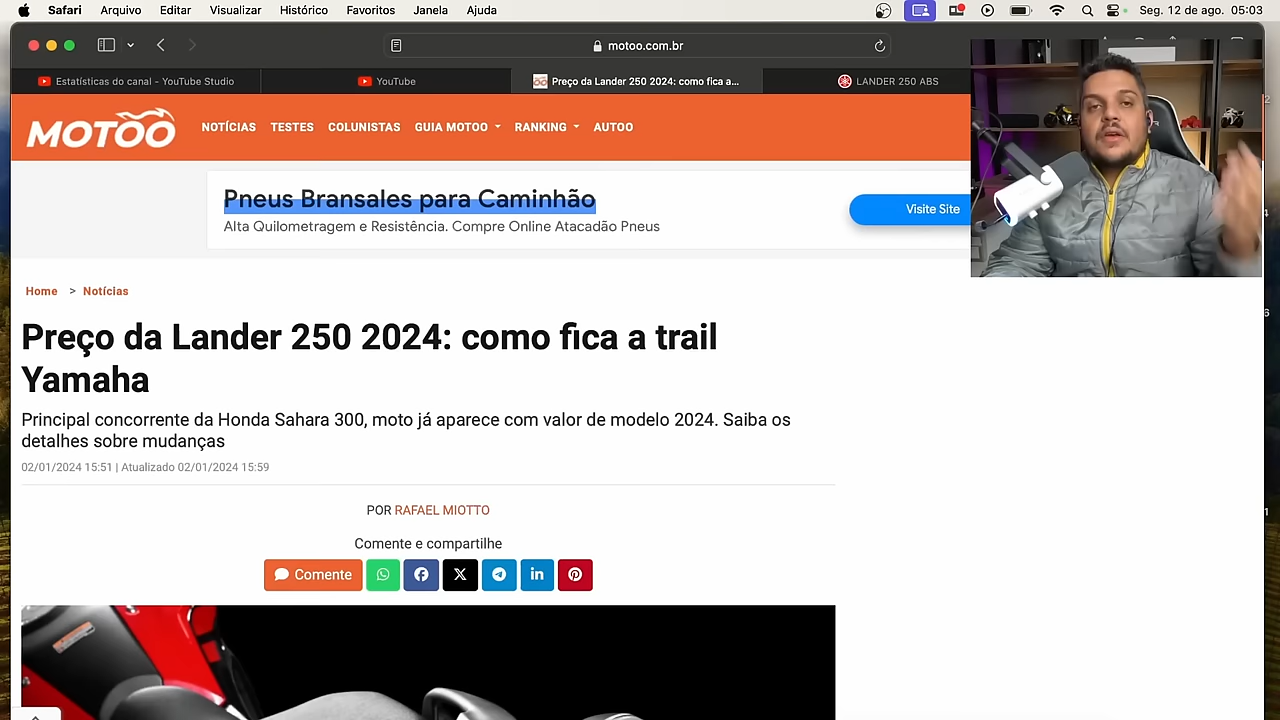 Safari Arquivo Editar Visualizar Histórico Favoritos Janela Ajuda Seg. 12 de ago. 05:03
motoo.com.br
Estatísticas do canal - YouTube Studio YouTube Preço da Lander 250 2024: como fica a... LANDER 250 ABS
MOTOO NOTÍCIAS TESTES COLUNISTAS GUIA MOTOO RANKING AUTOO
Pneus Bransales para Caminhão
Alta Quilometragem e Resistência. Compre Online Atacadão Pneus
Visite Site
Home > Notícias
Preço da Lander 250 2024: como fica a trail
Yamaha
Principal concorrente da Honda Sahara 300, moto já aparece com valor de modelo 2024. Saiba os
detalhes sobre mudanças
02/01/2024 15:51 | Atualizado 02/01/2024 15:59
POR RAFAEL MIOTTO
Comente e compartilhe
Comente